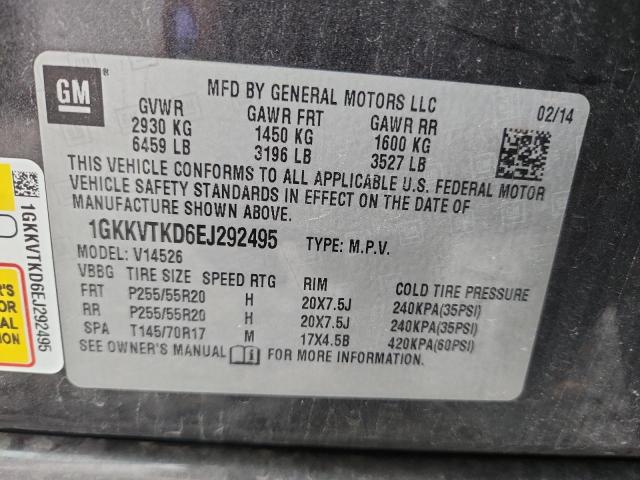 GM
MFD BY GENERAL MOTORS LLC
02/14
GVWR GAWR FRT GAWR RR
2930 KG 1450 KG 1600 KG
6459 LB 3196 LB 3527 LB
THIS VEHICLE CONFORMS TO ALL APPLICABLE U.S. FEDERAL MOTOR
VEHICLE SAFETY STANDARDS IN EFFECT ON THE DATE OF
MANUFACTURE SHOWN ABOVE.
1GKKVTKD6EJ292495 TYPE: M.P.V.
MODEL: V14526
VBBG TIRE SIZE SPEED RTG RIM COLD TIRE PRESSURE
FRT P255/55R20 H 20X7.5J 240KPA(35PSI)
RR P255/55R20 H 20X7.5J 240KPA(35PSI)
SPA T145/70R17 M 17X4.5B 420KPA(60PSI)
SEE OWNER'S MANUAL FOR MORE INFORMATION.
1GKKVTKD6EJ292495